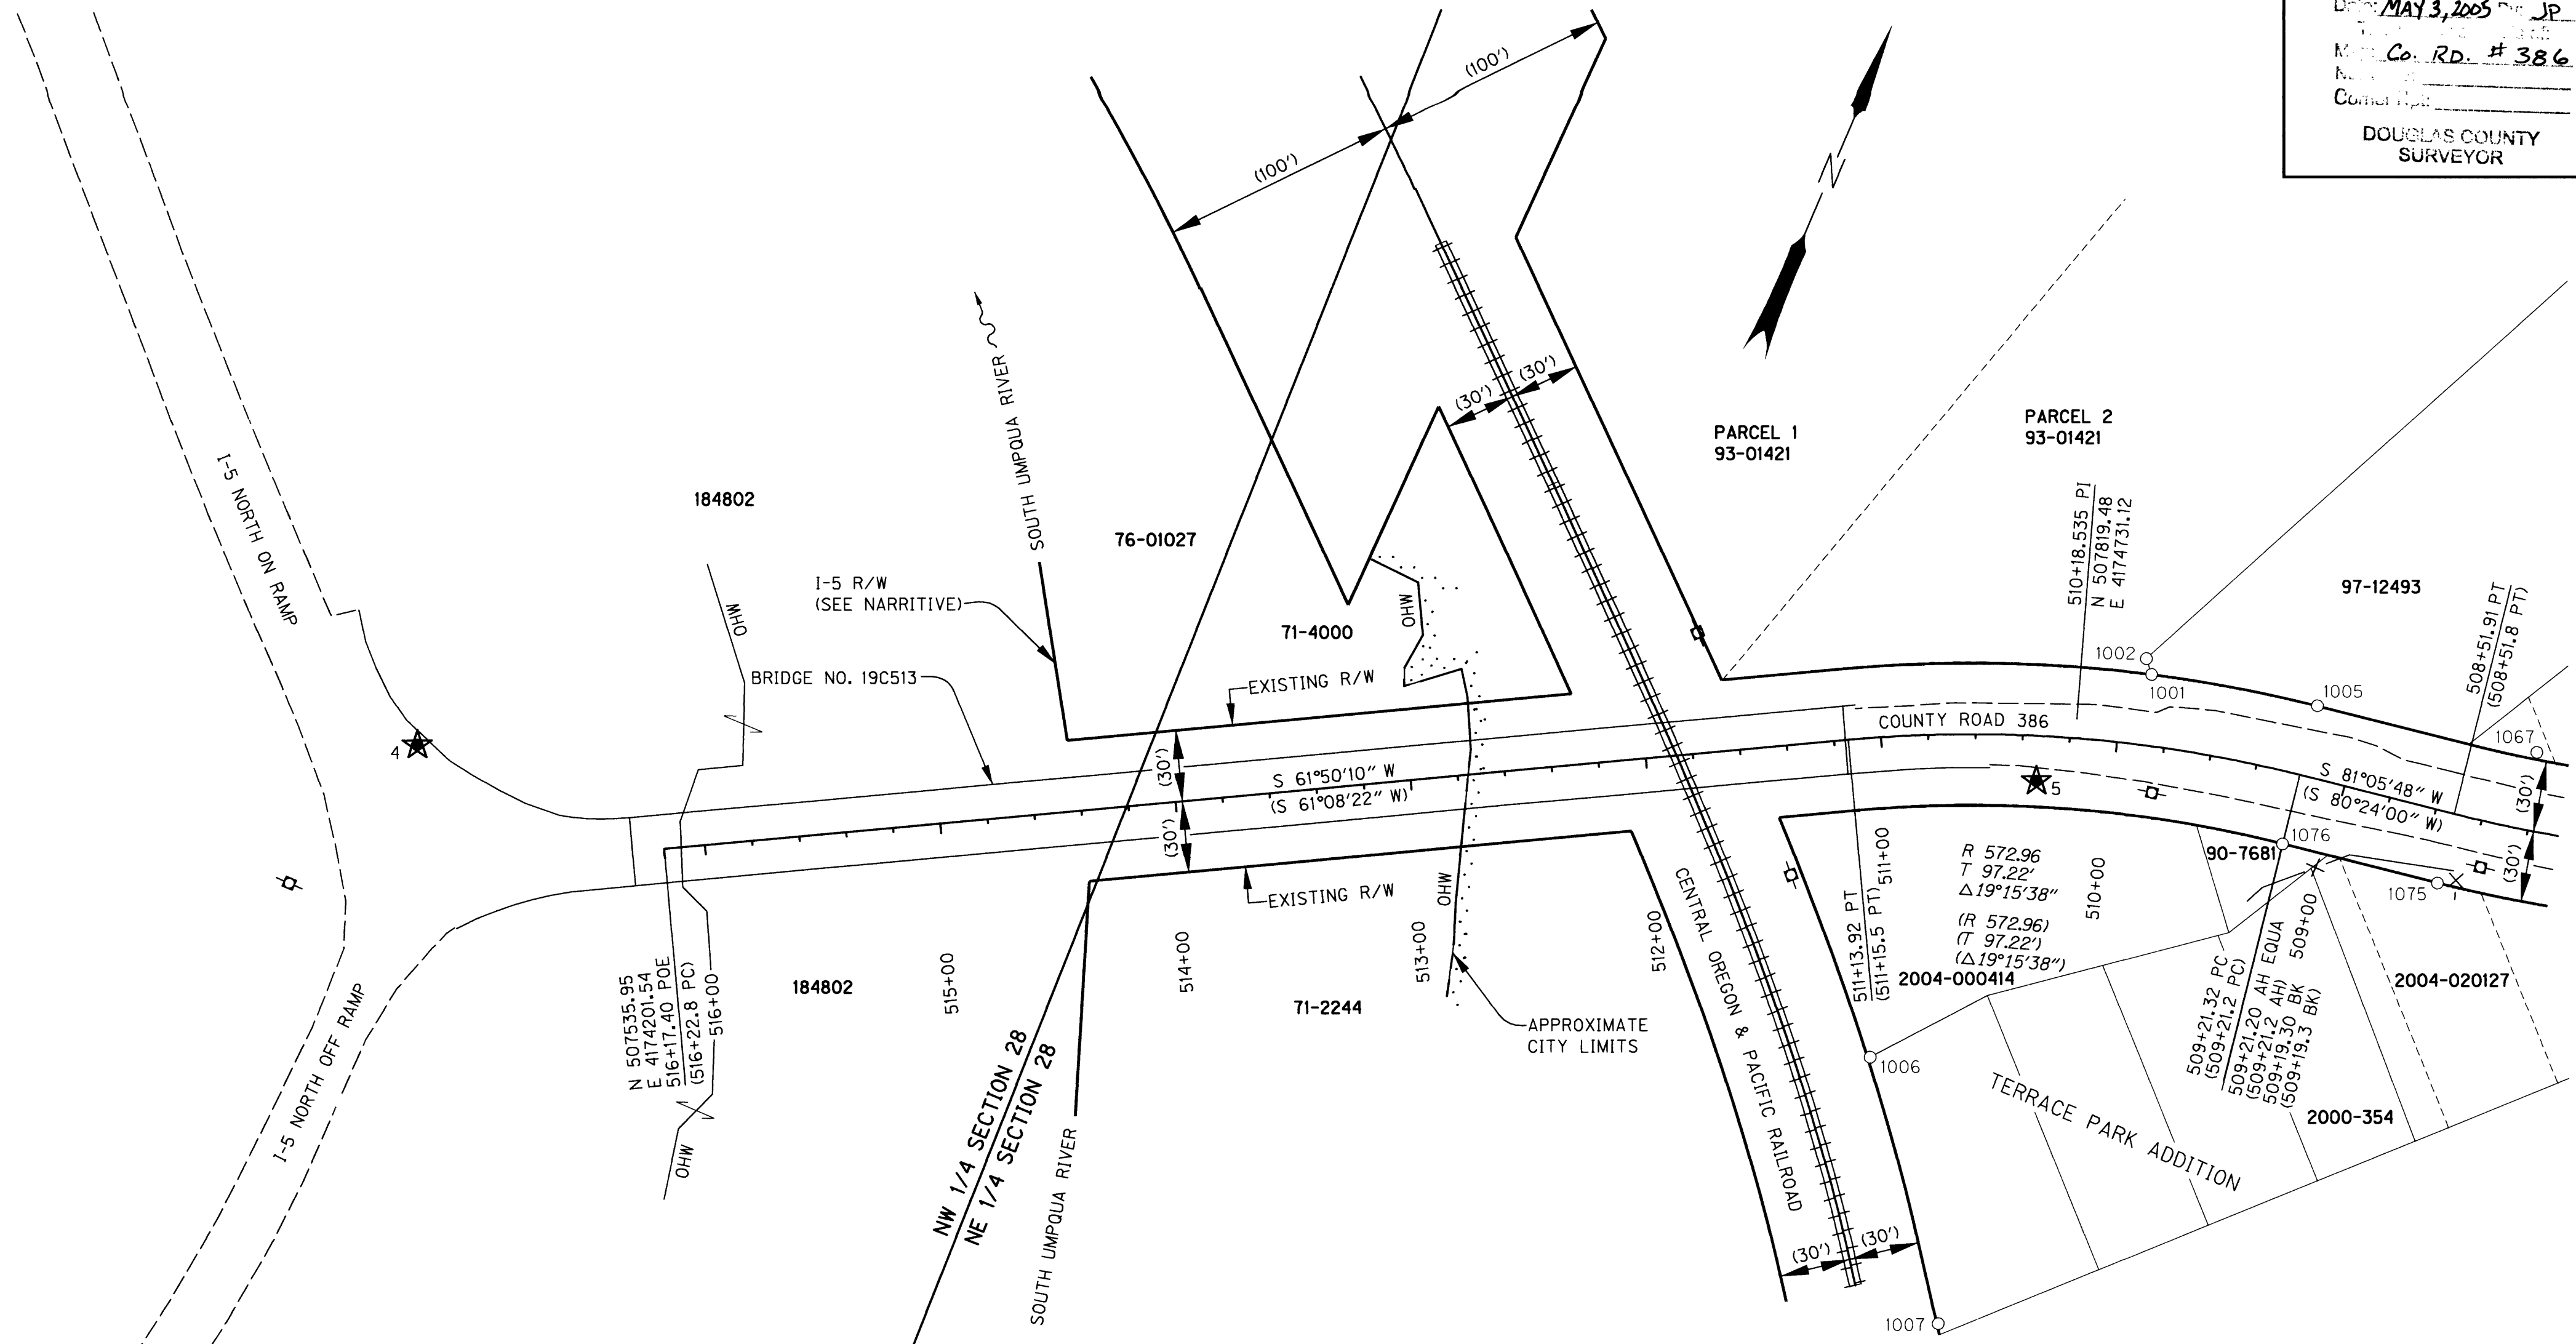 MAY 3, 2005 JP
Co. RD. # 386
DOUGLAS COUNTY
SURVEYOR
(100')
(100')
N
I-5 NORTH ON RAMP
184802
SOUTH UMPQUA RIVER
76-01027
(30')
(30')
PARCEL 1
93-01421
PARCEL 2
93-01421
510+18.535 PI
N 507819.48
E 4174731.12
97-12493
508+51.91 PT
(508+51.8 PT)
OHW
I-5 R/W
(SEE NARRITIVE)
71-4000
OHW
BRIDGE NO. 19C513
EXISTING R/W
1002
1001
1005
1067
4
COUNTY ROAD 386
(30')
S 61°50'10" W
(S 61°08'22" W)
(30')
5
S 81°05'48" W
(S 80°24'00" W)
(30')
(30')
1076
90-7681
1075
EXISTING R/W
OHW
R 572.96
T 97.22'
Δ19°15'38"
(R 572.96)
(T 97.22')
(Δ19°15'38")
516+00
515+00
514+00
513+00
512+00
511+00
510+00
509+00
N 507535.95
E 4174201.54
516+17.40 POE
(516+22.8 PC)
184802
71-2244
APPROXIMATE
CITY LIMITS
CENTRAL OREGON & PACIFIC RAILROAD
511+13.92 PT
(511+15.5 PT)
2004-000414
509+21.32 PC
(509+21.2 PC)
509+21.20 AH EQUA
(509+21.2 AH)
509+19.30 BK
(509+19.3 BK)
2004-020127
2000-354
1006
TERRACE PARK ADDITION
I-5 NORTH OFF RAMP
OHW
NW 1/4 SECTION 28
NE 1/4 SECTION 28
SOUTH UMPQUA RIVER
(30')
(30')
1007